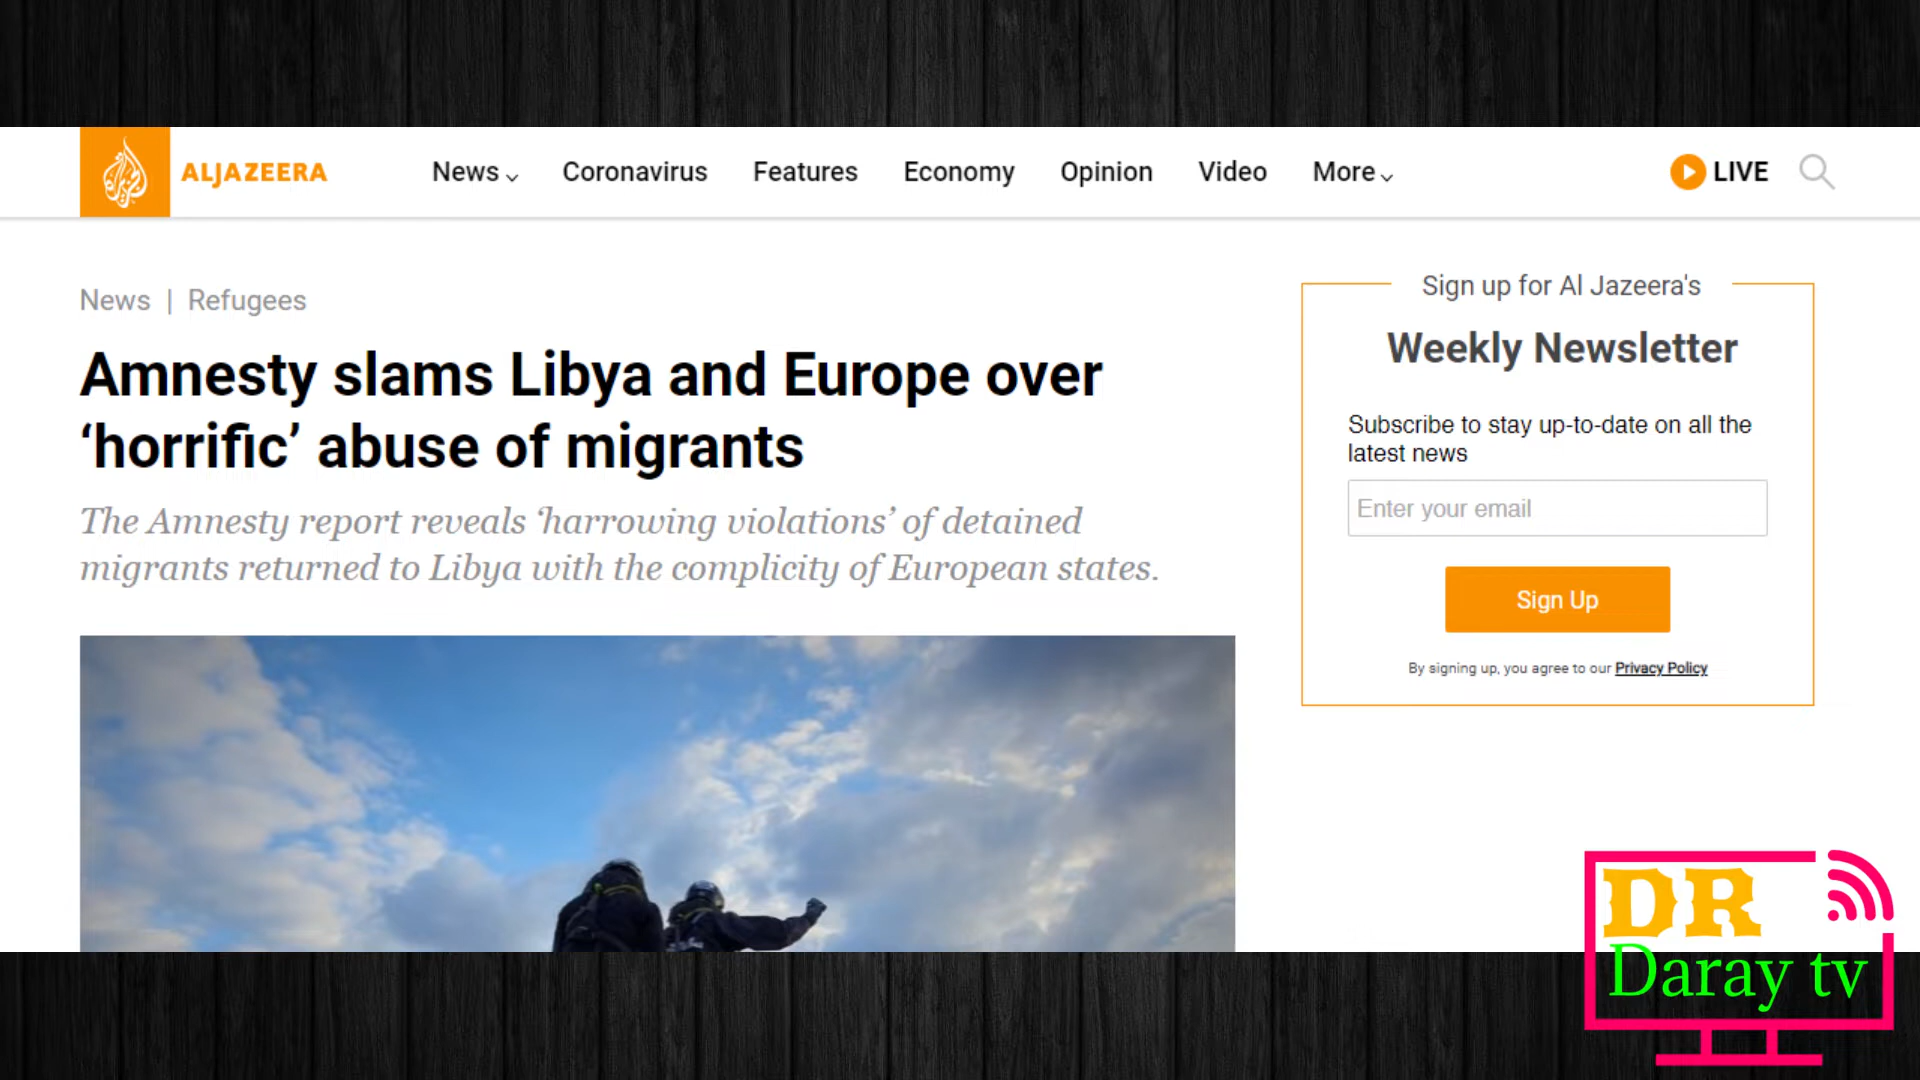 ALJAZEERA
News
Coronavirus
Features
Economy
Opinion
Video
More
LIVE
News | Refugees
Amnesty slams Libya and Europe over
‘horrific’ abuse of migrants
The Amnesty report reveals ‘harrowing violations’ of detained
migrants returned to Libya with the complicity of European states.
Sign up for Al Jazeera's
Weekly Newsletter
Subscribe to stay up-to-date on all the
latest news
Enter your email
Sign Up
By signing up, you agree to our Privacy Policy
DR
Daray tv